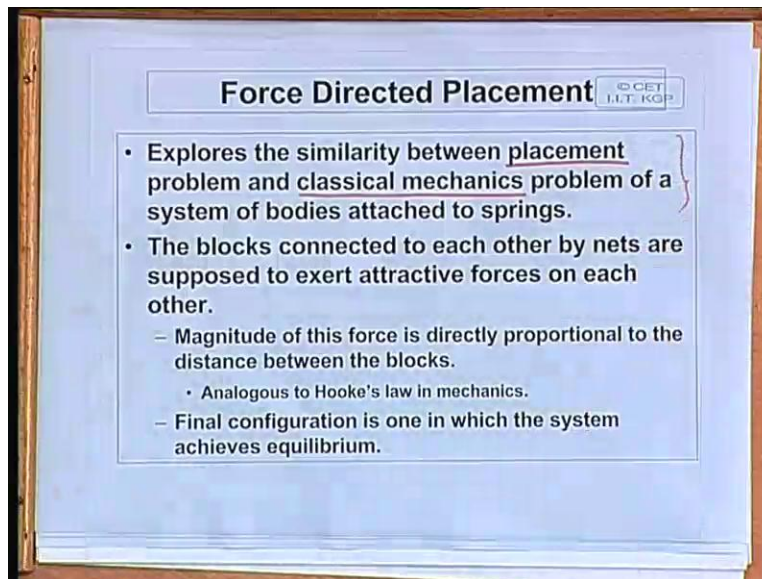 Force Directed Placement
© CET
I.I.T. KGP
• Explores the similarity between placement
problem and classical mechanics problem of a
system of bodies attached to springs.
• The blocks connected to each other by nets are
supposed to exert attractive forces on each
other.
– Magnitude of this force is directly proportional to the
distance between the blocks.
• Analogous to Hooke's law in mechanics.
– Final configuration is one in which the system
achieves equilibrium.